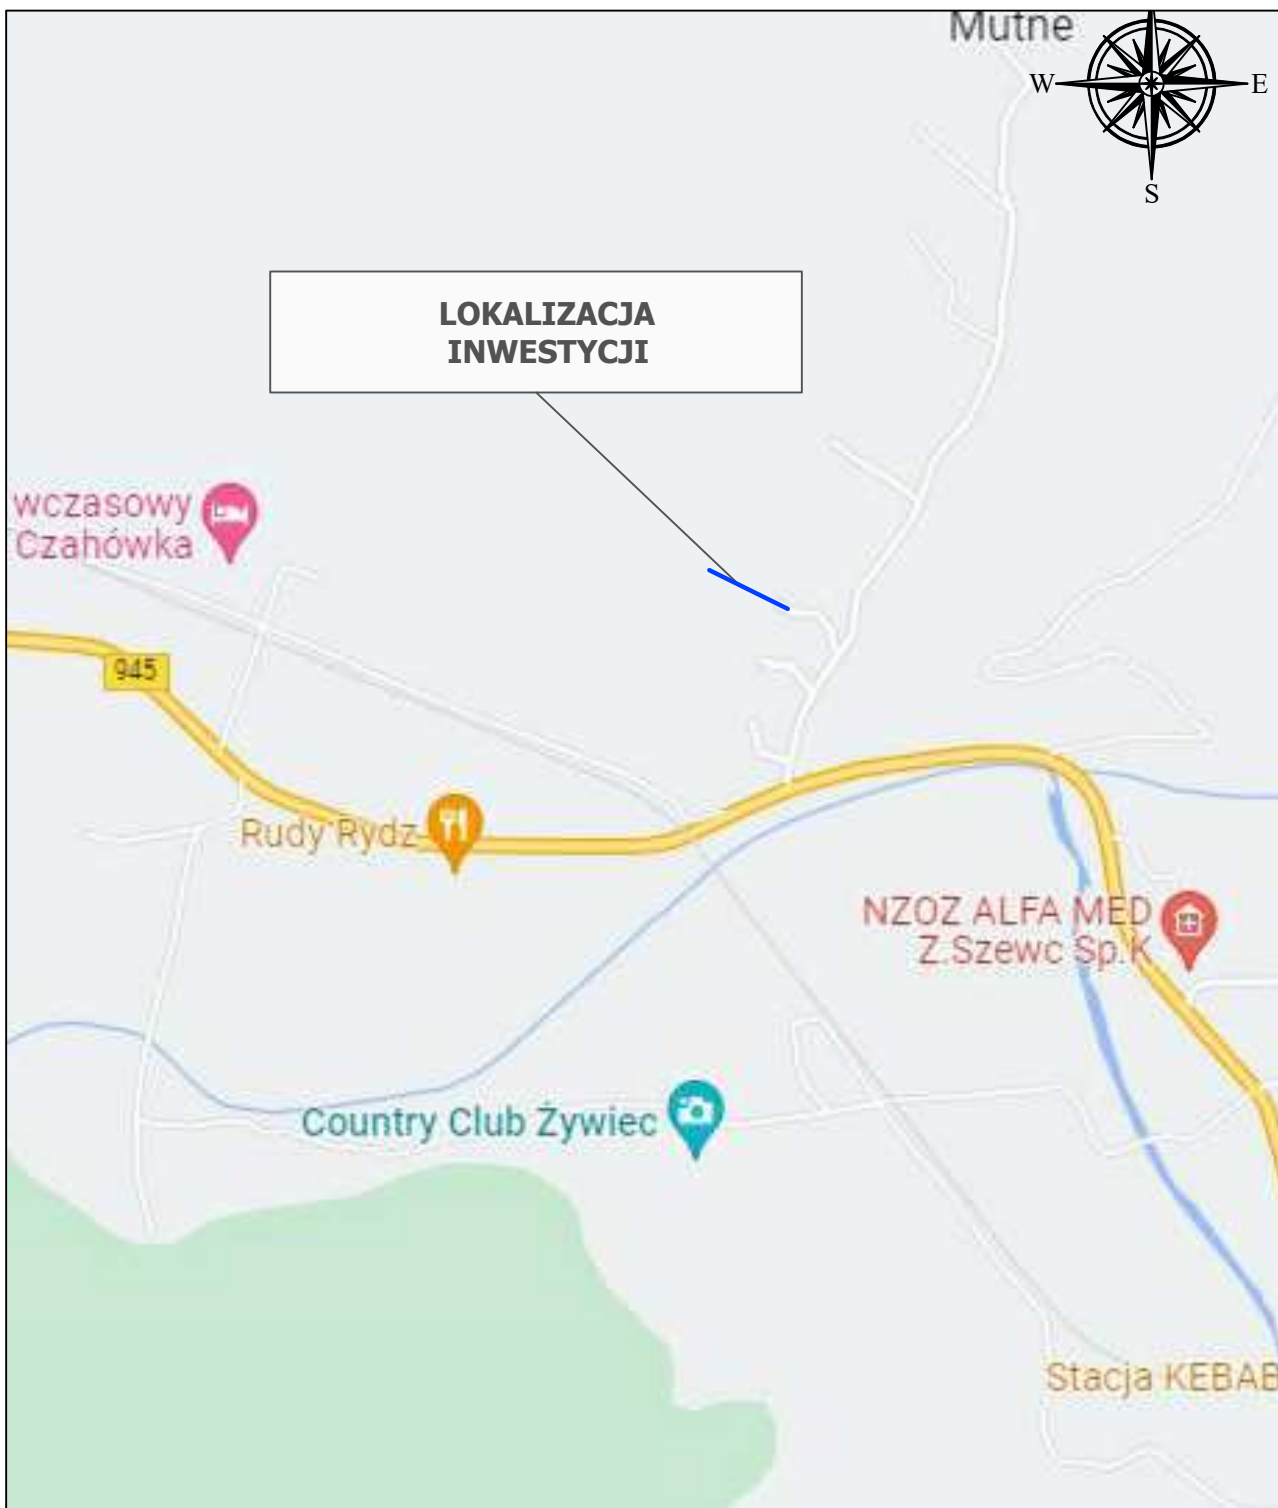 Mutne
W
E
S
LOKALIZACJA
INWESTYCJI
wczasowy
Czahówka
945
Rudy Rydz
NZOZ ALFA MED
Z.Szewc Sp.K
Country Club Żywiec
Stacja KEBAB